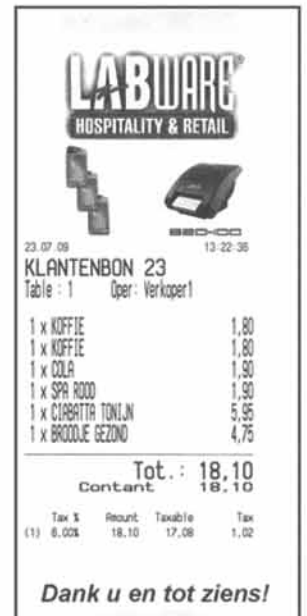 LABWARE®
HOSPITALITY & RETAIL
23.07.09 13:22:36
KLANTENBON 23
Table : 1 Oper: Verkoper1
1 x KOFFIE 1,80
1 x KOFFIE 1,80
1 x COLA 1,90
1 x SPA ROOD 1,90
1 x CIABATTA TONIJN 5,95
1 x BROODJE GEZOND 4,75
Tot.: 18,10
Contant 18.10
Tax % Amount Taxable Tax
(1) 6.00% 18.10 17,08 1,02
Dank u en tot ziens!